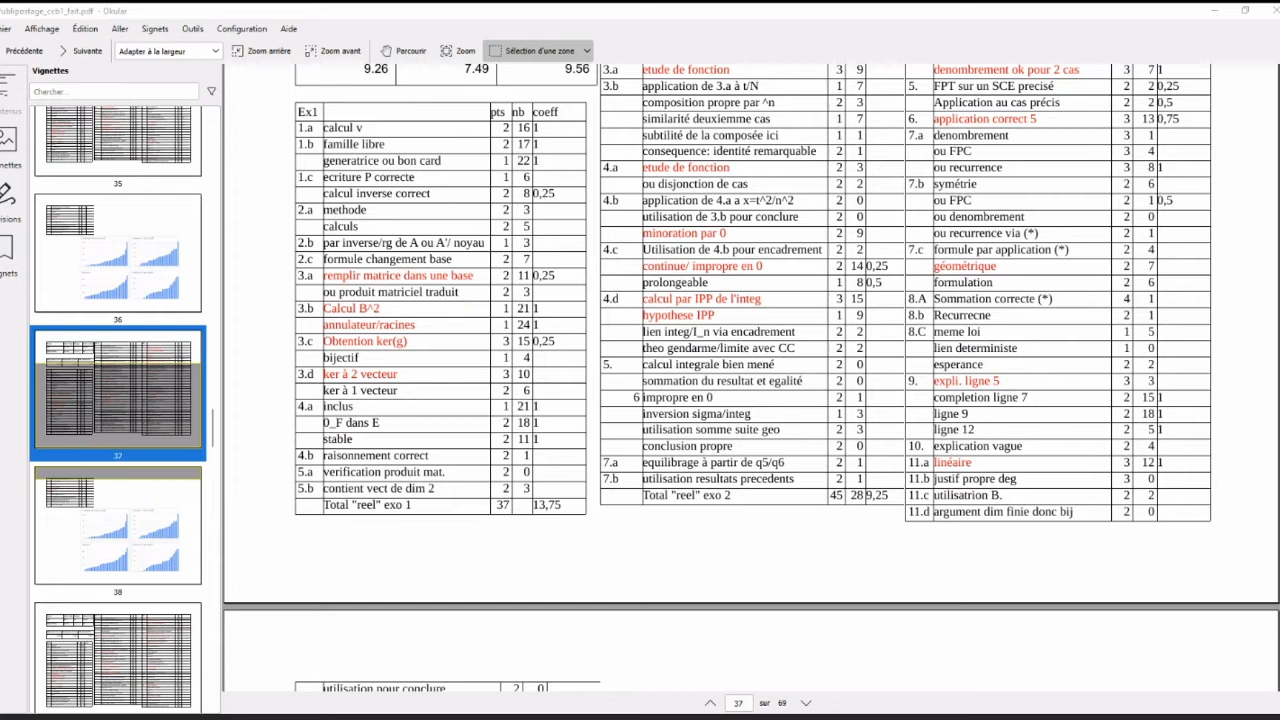 ublipostage_ccb1_fait.pdf - Okular
ier Affichage Édition Aller Signets Outils Configuration Aide
Précédente Suivante Adapter à la largeur Zoom arrière Zoom avant Parcourir Zoom Sélection d'une zone
Vignettes
Chercher...
35
36
37
38
9.26 7.49 9.56
Ex1 pts nb coeff
1.a calcul v 2 16 1
1.b famille libre 2 17 1
generatrice ou bon card 1 22 1
1.c ecriture P correcte 1 6
calcul inverse correct 2 8 0,25
2.a methode 2 3
calculs 2 5
2.b par inverse/rg de A ou A'/ noyau 1 3
2.c formule changement base 2 7
3.a remplir matrice dans une base 2 11 0,25
ou produit matriciel traduit 2 3
3.b Calcul B^2 1 21 1
annulateur/racines 1 24 1
3.c Obtention ker(g) 3 15 0,25
bijectif 1 4
3.d ker à 2 vecteur 3 10
ker à 1 vecteur 2 6
4.a inclus 1 21 1
0_F dans E 2 18 1
stable 2 11 1
4.b raisonnement correct 2 1
5.a verification produit mat. 2 0
5.b contient vect de dim 2 2 3
Total "reel" exo 1 37 13,75
3.a etude de fonction 3 9
3.b application de 3.a à t/N 1 7
composition propre par ^n 2 3
similarité deuxiemme cas 1 7
subtilité de la composée ici 1 1
consequence: identité remarquable 2 1
4.a etude de fonction 3 9
ou disjonction de cas 2 2
4.b application de 4.a a x=t^2/n^2 2 0
utilisation de 3.b pour conclure 2 0
minoration par 0 2 9
4.c Utilisation de 4.b pour encadrement 2 2
continue/ impropre en 0 2 14 0,25
prolongeable 1 8 0,5
4.d calcul par IPP de l'integ 3 15
hypothese IPP 1 9
lien integ/I_n via encadrement 2 2
theo gendarme/limite avec CC 2 2
5. calcul integrale bien mené 2 0
sommation du resultat et egalité 2 0
6 impropre en 0 2 1
inversion sigma/integ 1 3
utilisation somme suite geo 2 3
conclusion propre 2 0
7.a equilibrage à partir de q5/q6 2 1
7.b utilisation resultats precedents 2 1
Total "reel" exo 2 45 28 9,25
denombrement ok pour 2 cas 3 7 1
5. FPT sur un SCE precisé 2 2 0,25
Application au cas précis 2 2 0,5
6. application correct 5 3 13 0,75
7.a denombrement 3 1
ou FPC 3 4
ou recurrence 3 8 1
7.b symétrie 2 6
ou FPC 2 1 0,5
ou denombrement 2 0
ou recurrence via (*) 2 1
7.c formule par application (*) 2 4
géométrique 2 7
formulation 2 6
8.A Sommation correcte (*) 4 1
8.b Recurrecne 2 1
8.C meme loi 1 5
lien deterministe 1 0
esperance 2 2
9. expli. ligne 5 3 3
completion ligne 7 2 15 1
ligne 9 2 18 1
ligne 12 2 5 1
10. explication vague 2 4
11.a linéaire 3 12 1
11.b justif propre deg 3 0
11.c utilisatrion B. 2 2
11.d argument dim finie donc bij 2 0
utilisation pour conclure 2 0
37 sur 69